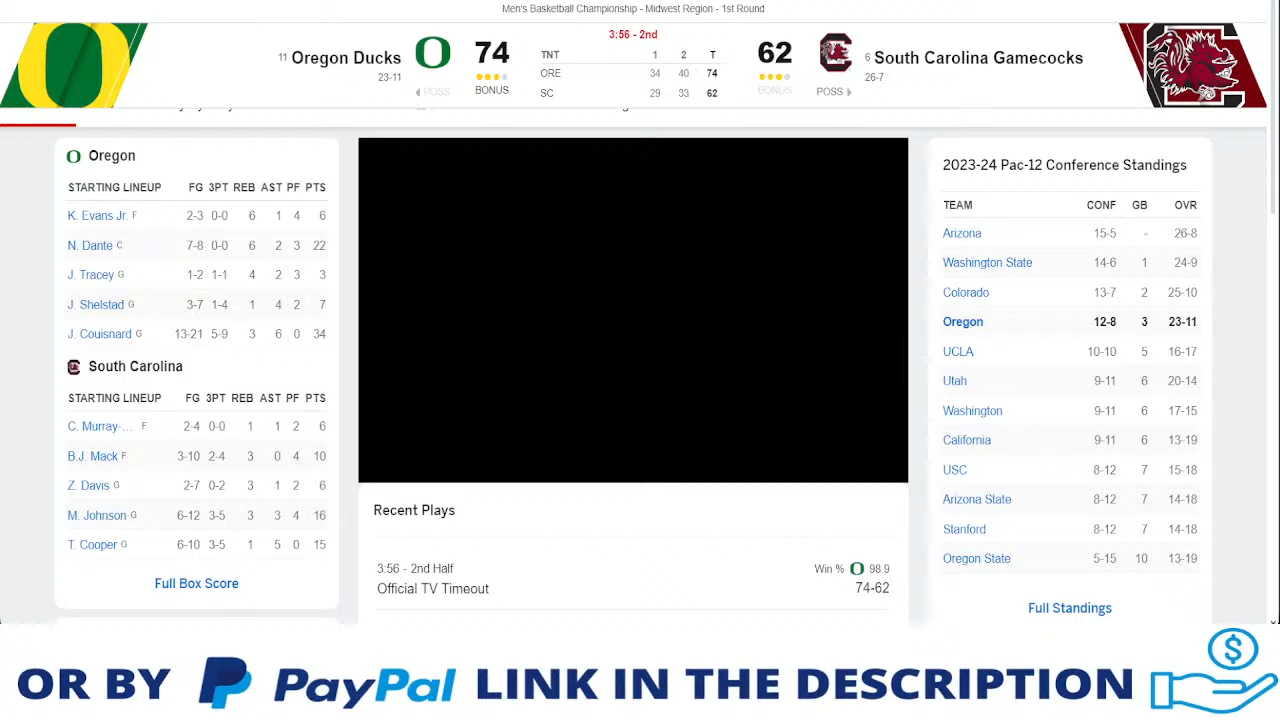 Men's Basketball Championship - Midwest Region - 1st Round
11 Oregon Ducks
23-11
74
BONUS
POSS
3:56 - 2nd
TNT 1 2 T
ORE 34 40 74
SC 29 33 62
62
BONUS
6 South Carolina Gamecocks
26-7
POSS
Oregon
STARTING LINEUP FG 3PT REB AST PF PTS
K. Evans Jr. F 2-3 0-0 6 1 4 6
N. Dante C 7-8 0-0 6 2 3 22
J. Tracey G 1-2 1-1 4 2 3 3
J. Shelstad G 3-7 1-4 1 4 2 7
J. Couisnard G 13-21 5-9 3 6 0 34
South Carolina
STARTING LINEUP FG 3PT REB AST PF PTS
C. Murray-... F 2-4 0-0 1 1 2 6
B.J. Mack F 3-10 2-4 3 0 4 10
Z. Davis G 2-7 0-2 3 1 2 6
M. Johnson G 6-12 3-5 3 3 4 16
T. Cooper G 6-10 3-5 1 5 0 15
Full Box Score
Recent Plays
3:56 - 2nd Half
Official TV Timeout
Win % 98.9
74-62
2023-24 Pac-12 Conference Standings
TEAM CONF GB OVR
Arizona 15-5 - 26-8
Washington State 14-6 1 24-9
Colorado 13-7 2 25-10
Oregon 12-8 3 23-11
UCLA 10-10 5 16-17
Utah 9-11 6 20-14
Washington 9-11 6 17-15
California 9-11 6 13-19
USC 8-12 7 15-18
Arizona State 8-12 7 14-18
Stanford 8-12 7 14-18
Oregon State 5-15 10 13-19
Full Standings
OR BY PayPal LINK IN THE DESCRIPTION